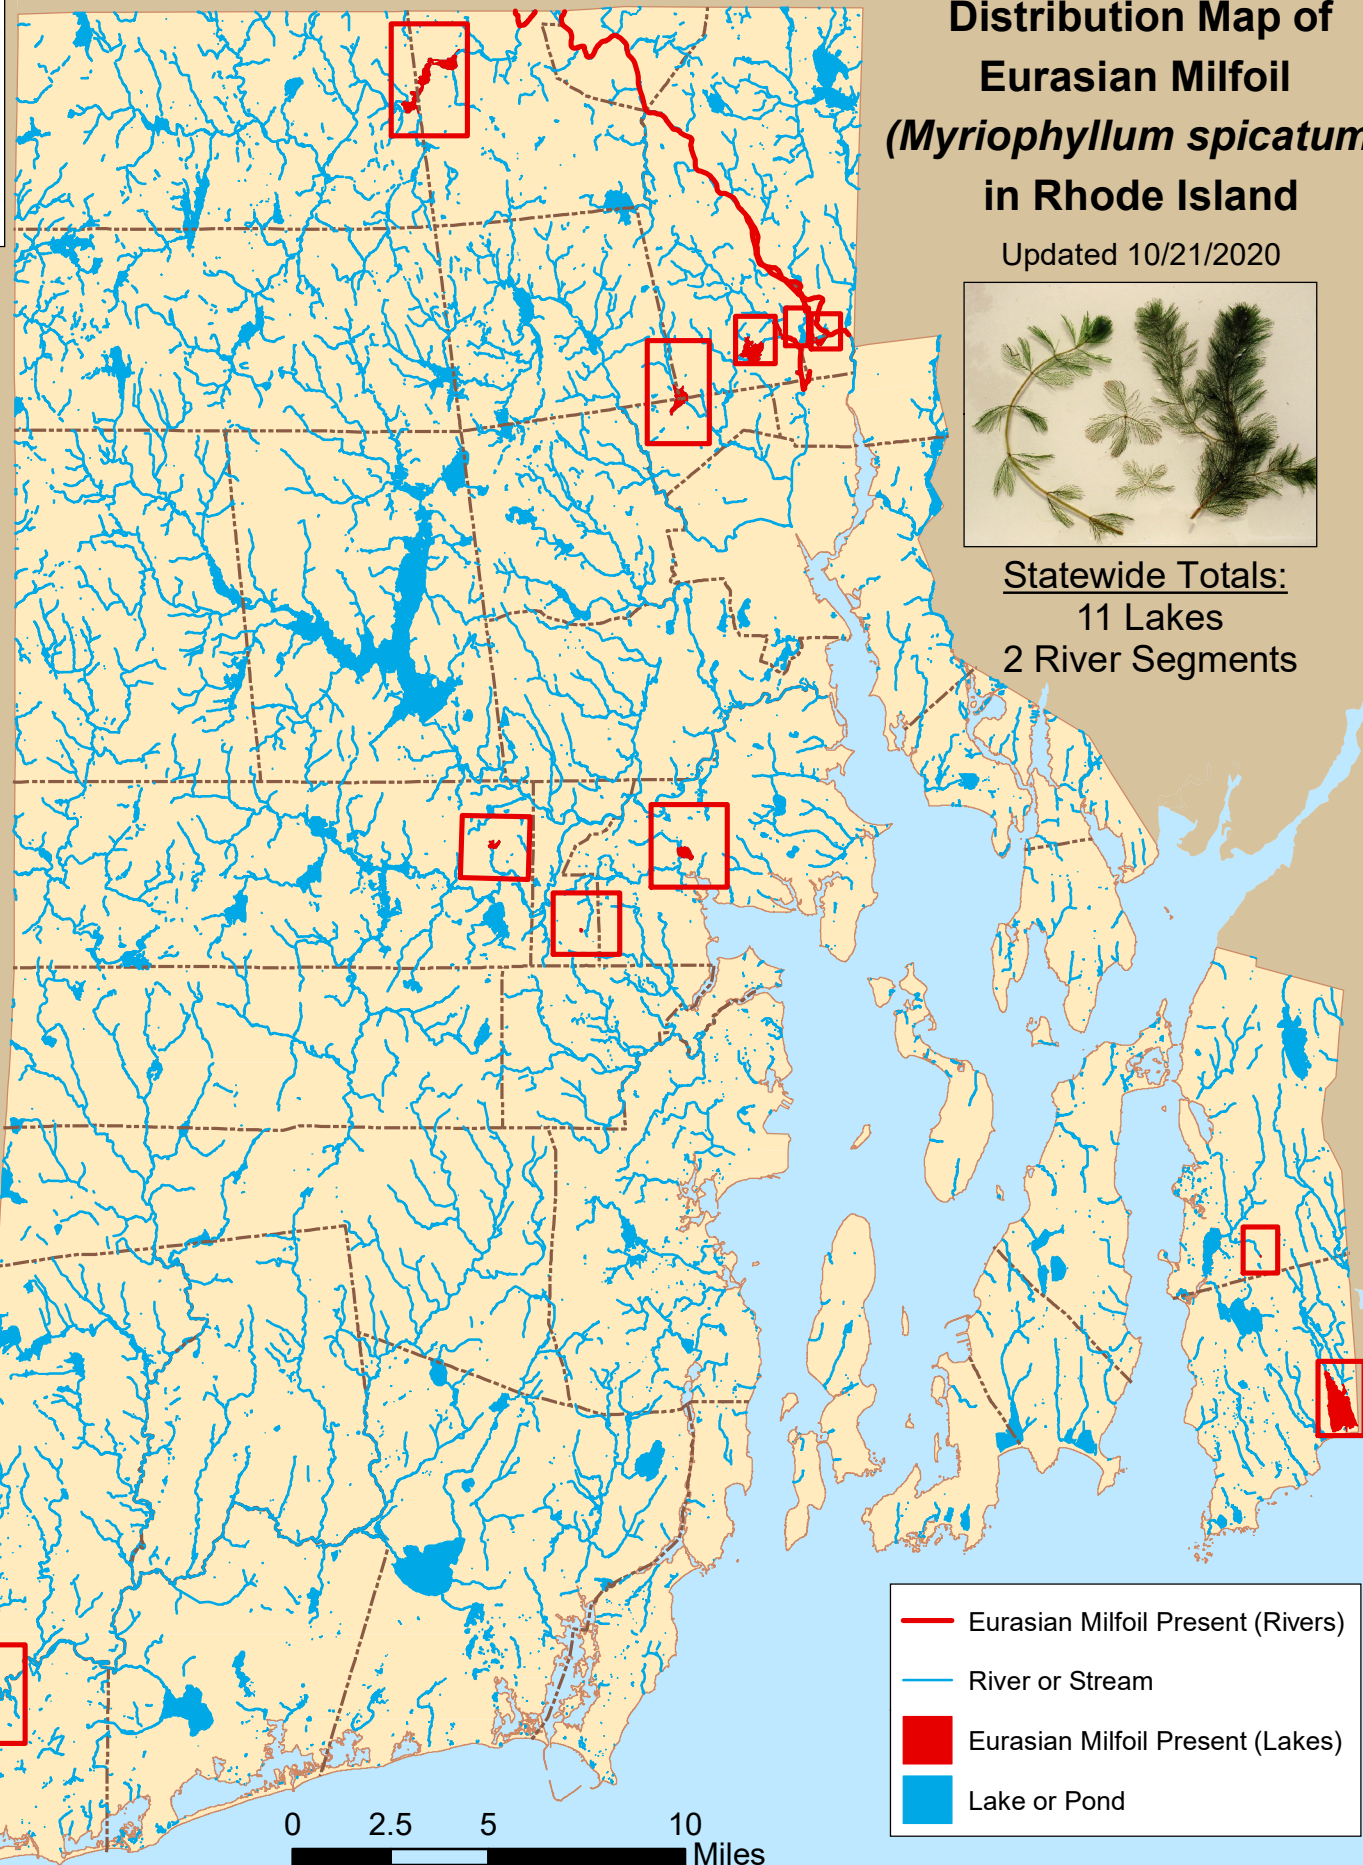 Distribution Map of
Eurasian Milfoil
(Myriophyllum spicatum
in Rhode Island
Updated 10/21/2020
Statewide Totals:
11 Lakes
2 River Segments
Eurasian Milfoil Present (Rivers)
River or Stream
Eurasian Milfoil Present (Lakes)
Lake or Pond
0 2.5 5 10
Miles